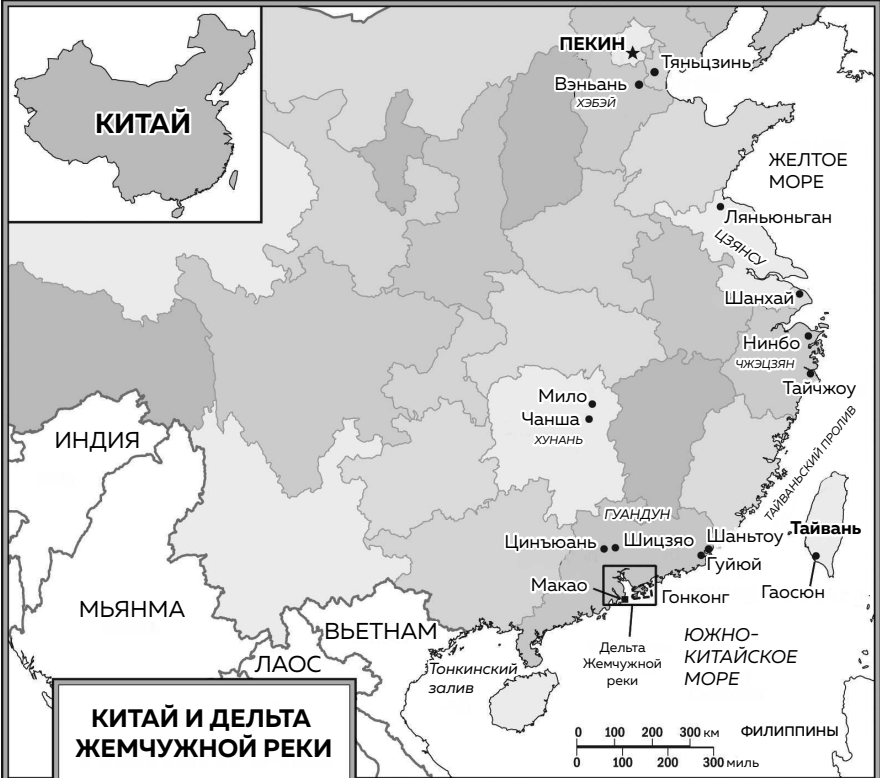 КИТАЙ
ПЕКИН
Тяньцзинь
Вэньань
ХЭБЭЙ
ЖЕЛТОЕ
МОРЕ
Ляньюньган
ЦЗЯНСУ
Шанхай
Нинбо
ЧЖЭЦЗЯН
Тайчжоу
Мило
Чанша
ХУНАНЬ
ИНДИЯ
ТАЙВАНЬСКИЙ ПРОЛИВ
ГУАНДУН
Тайвань
Цинъюань
Шицзяо
Шаньтоу
Гуйюй
Макао
Гонконг
Гаосюн
МЬЯНМА
ВЬЕТНАМ
ЛАОС
Дельта
Жемчужной
реки
ЮЖНО-
КИТАЙСКОЕ
МОРЕ
Тонкинский
залив
КИТАЙ И ДЕЛЬТА
ЖЕМЧУЖНОЙ РЕКИ
0 100 200 300 км
0 100 200 300 миль
ФИЛИППИНЫ